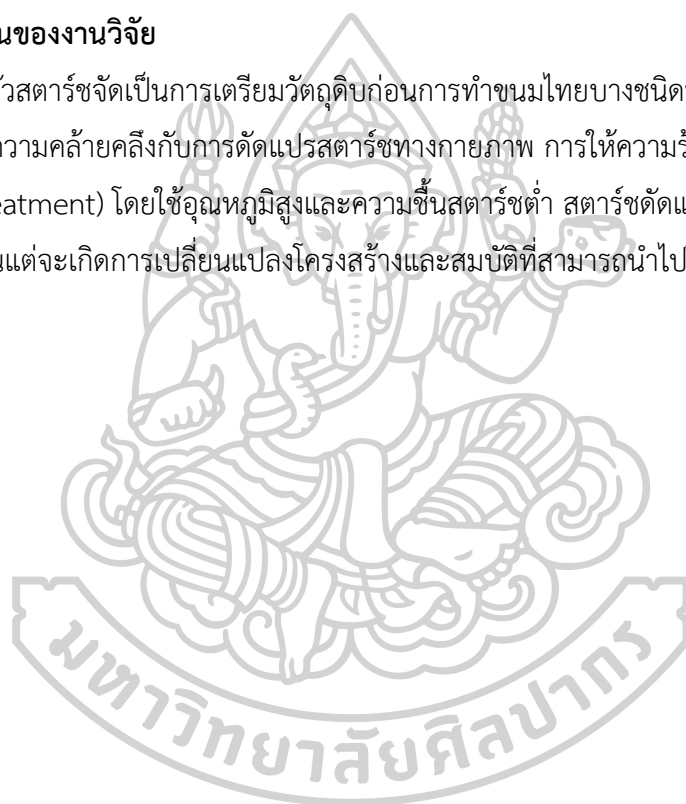 นของงานวิจัย
ัวสตาร์ชจัดเป็นการเตรียมวัตถุดิบก่อนการทำขนมไทยบางชนิด
วามคล้ายคลึงกับการดัดแปรสตาร์ชทางกายภาพ การให้ความร
eatment) โดยใช้อุณหภูมิสูงและความชื้นสตาร์ชต่ำ สตาร์ชดัดแ
นแต่จะเกิดการเปลี่ยนแปลงโครงสร้างและสมบัติที่สามารถนำไป
มหาวิทยาลัยศิลปากร